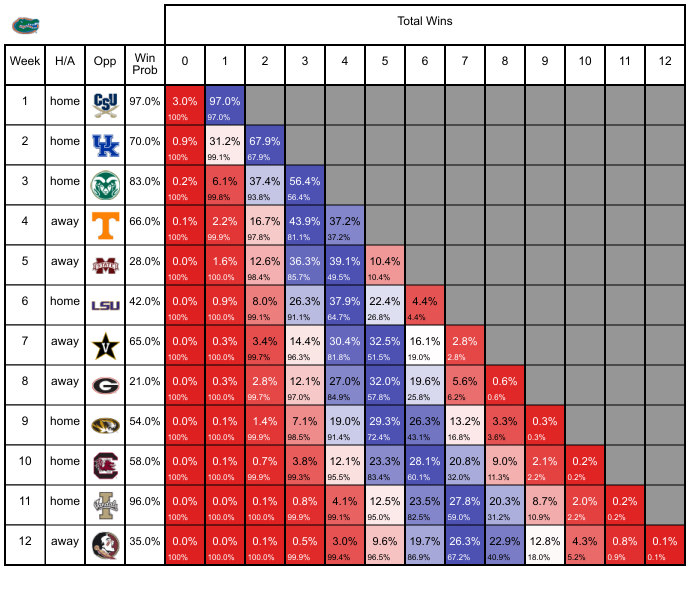 Total Wins
Week H/A Opp Win Prob 0 1 2 3 4 5 6 7 8 9 10 11 12
1 home CSU 97.0% 3.0% 97.0%
100% 97.0%
2 home UK 70.0% 0.9% 31.2% 67.9%
100% 99.1% 67.9%
3 home 83.0% 0.2% 6.1% 37.4% 56.4%
100% 99.8% 93.8% 56.4%
4 away T 66.0% 0.1% 2.2% 16.7% 43.9% 37.2%
100% 99.9% 97.8% 81.1% 37.2%
5 away STATE 28.0% 0.0% 1.6% 12.6% 36.3% 39.1% 10.4%
100% 100.0% 98.4% 85.7% 49.5% 10.4%
6 home LSU 42.0% 0.0% 0.9% 8.0% 26.3% 37.9% 22.4% 4.4%
100% 100.0% 99.1% 91.1% 64.7% 26.8% 4.4%
7 away V 65.0% 0.0% 0.3% 3.4% 14.4% 30.4% 32.5% 16.1% 2.8%
100% 100.0% 99.7% 96.3% 81.8% 51.5% 19.0% 2.8%
8 away G 21.0% 0.0% 0.3% 2.8% 12.1% 27.0% 32.0% 19.6% 5.6% 0.6%
100% 100.0% 99.7% 97.0% 84.9% 57.8% 25.8% 6.2% 0.6%
9 home 54.0% 0.0% 0.1% 1.4% 7.1% 19.0% 29.3% 26.3% 13.2% 3.3% 0.3%
100% 100.0% 99.9% 98.5% 91.4% 72.4% 43.1% 16.8% 3.6% 0.3%
10 home C 58.0% 0.0% 0.1% 0.7% 3.8% 12.1% 23.3% 28.1% 20.8% 9.0% 2.1% 0.2%
100% 100.0% 99.9% 99.3% 95.5% 83.4% 60.1% 32.0% 11.3% 2.2% 0.2%
11 home I 96.0% 0.0% 0.0% 0.1% 0.8% 4.1% 12.5% 23.5% 27.8% 20.3% 8.7% 2.0% 0.2%
100% 100.0% 100.0% 99.9% 99.1% 95.0% 82.5% 59.0% 31.2% 10.9% 2.2% 0.2%
12 away 35.0% 0.0% 0.0% 0.1% 0.5% 3.0% 9.6% 19.7% 26.3% 22.9% 12.8% 4.3% 0.8% 0.1%
100% 100.0% 100.0% 99.9% 99.4% 96.5% 86.9% 67.2% 40.9% 18.0% 5.2% 0.9% 0.1%